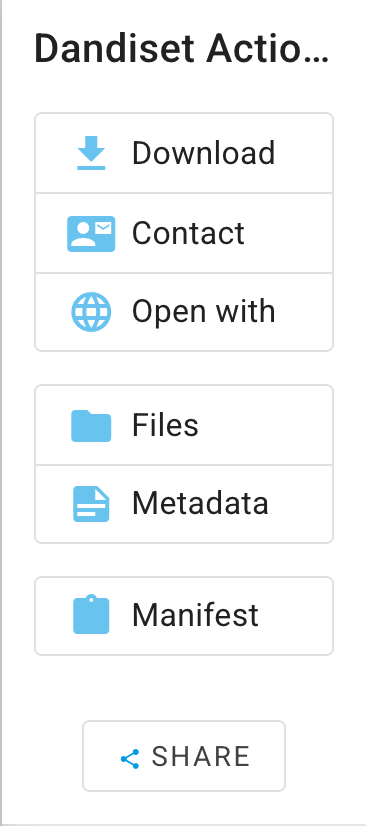 Dandiset Actio...
Download
Contact
Open with
Files
Metadata
Manifest
SHARE